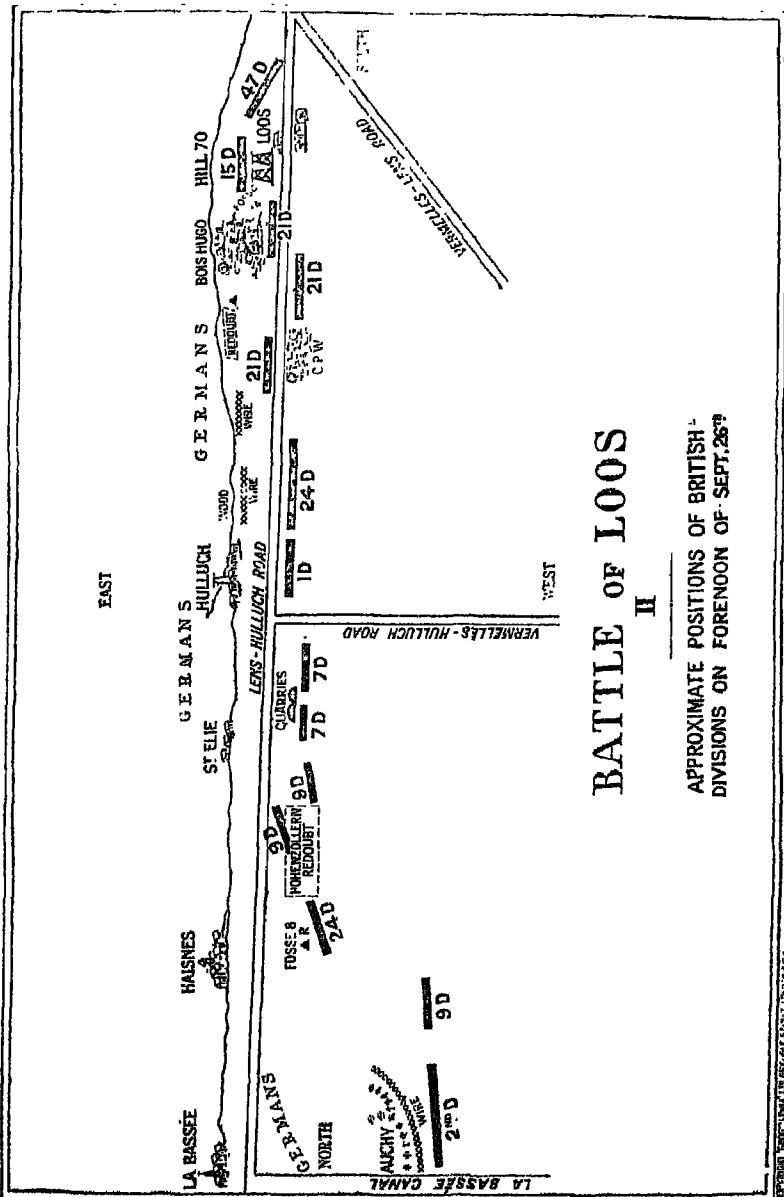 EAST
GERMANS
GERMANS
LA BASSÉE
HAISNES
ST ELIE
HULLUCH
WOOD
WIRE
WIRE
REDOUBT
BOIS HUGO
HILL 70
15 D
47 D
LOOS
21 D
21 D
21 D
C P W
24 D
1 D
LENS-HULLUCH ROAD
VERMELLES-HULLUCH ROAD
VERMELLES-LENS ROAD
SOUTH
WEST
QUARRIES
7 D
7 D
9 D
9 D
HOHENZOLLERN
REDOUBT
FOSSE 8
R
24 D
9 D
GERMANS
NORTH
AUCHY
WIRE
2ND D
LA BASSÉE CANAL
BATTLE OF LOOS
II
APPROXIMATE POSITIONS OF BRITISH-
DIVISIONS ON FORENOON OF SEPT. 26TH